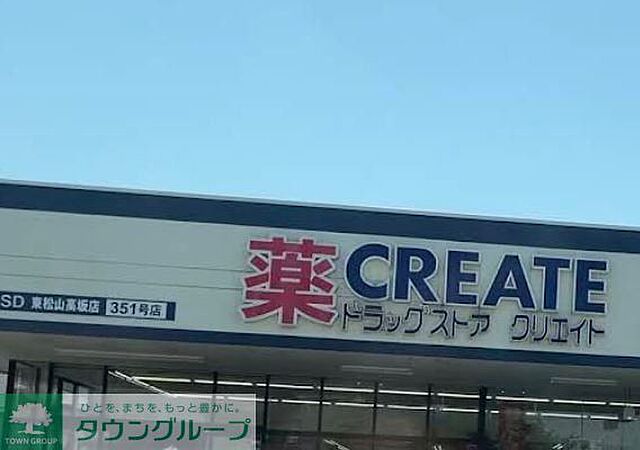 薬 CREATE
ドラッグストア クリエイト
SD 東松山高坂店 351号店
TOWN GROUP
ひとを、まちを、もっと豊かに。
タウングループ